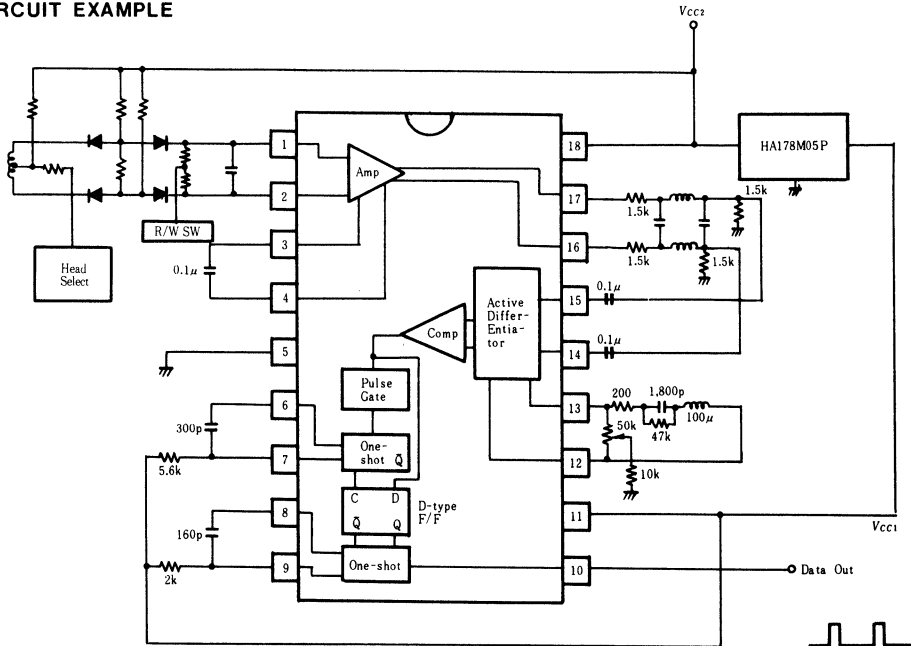 RCUIT EXAMPLE
Vcc2
HA178M05P
1
2
3
4
5
6
7
8
9
18
17
16
15
14
13
12
11
10
Amp
R/W SW
Head
Select
0.1μ
1.5k
1.5k
1.5k
1.5k
0.1μ
0.1μ
Active
Differ-
Entia-
tor
Comp
Pulse
Gate
One-
shot Q̄
C D
Q̄ Q
D-type
F/F
One-shot
300p
5.6k
160p
2k
200
1,800p
100μ
50k
47k
10k
Vcc1
Data Out